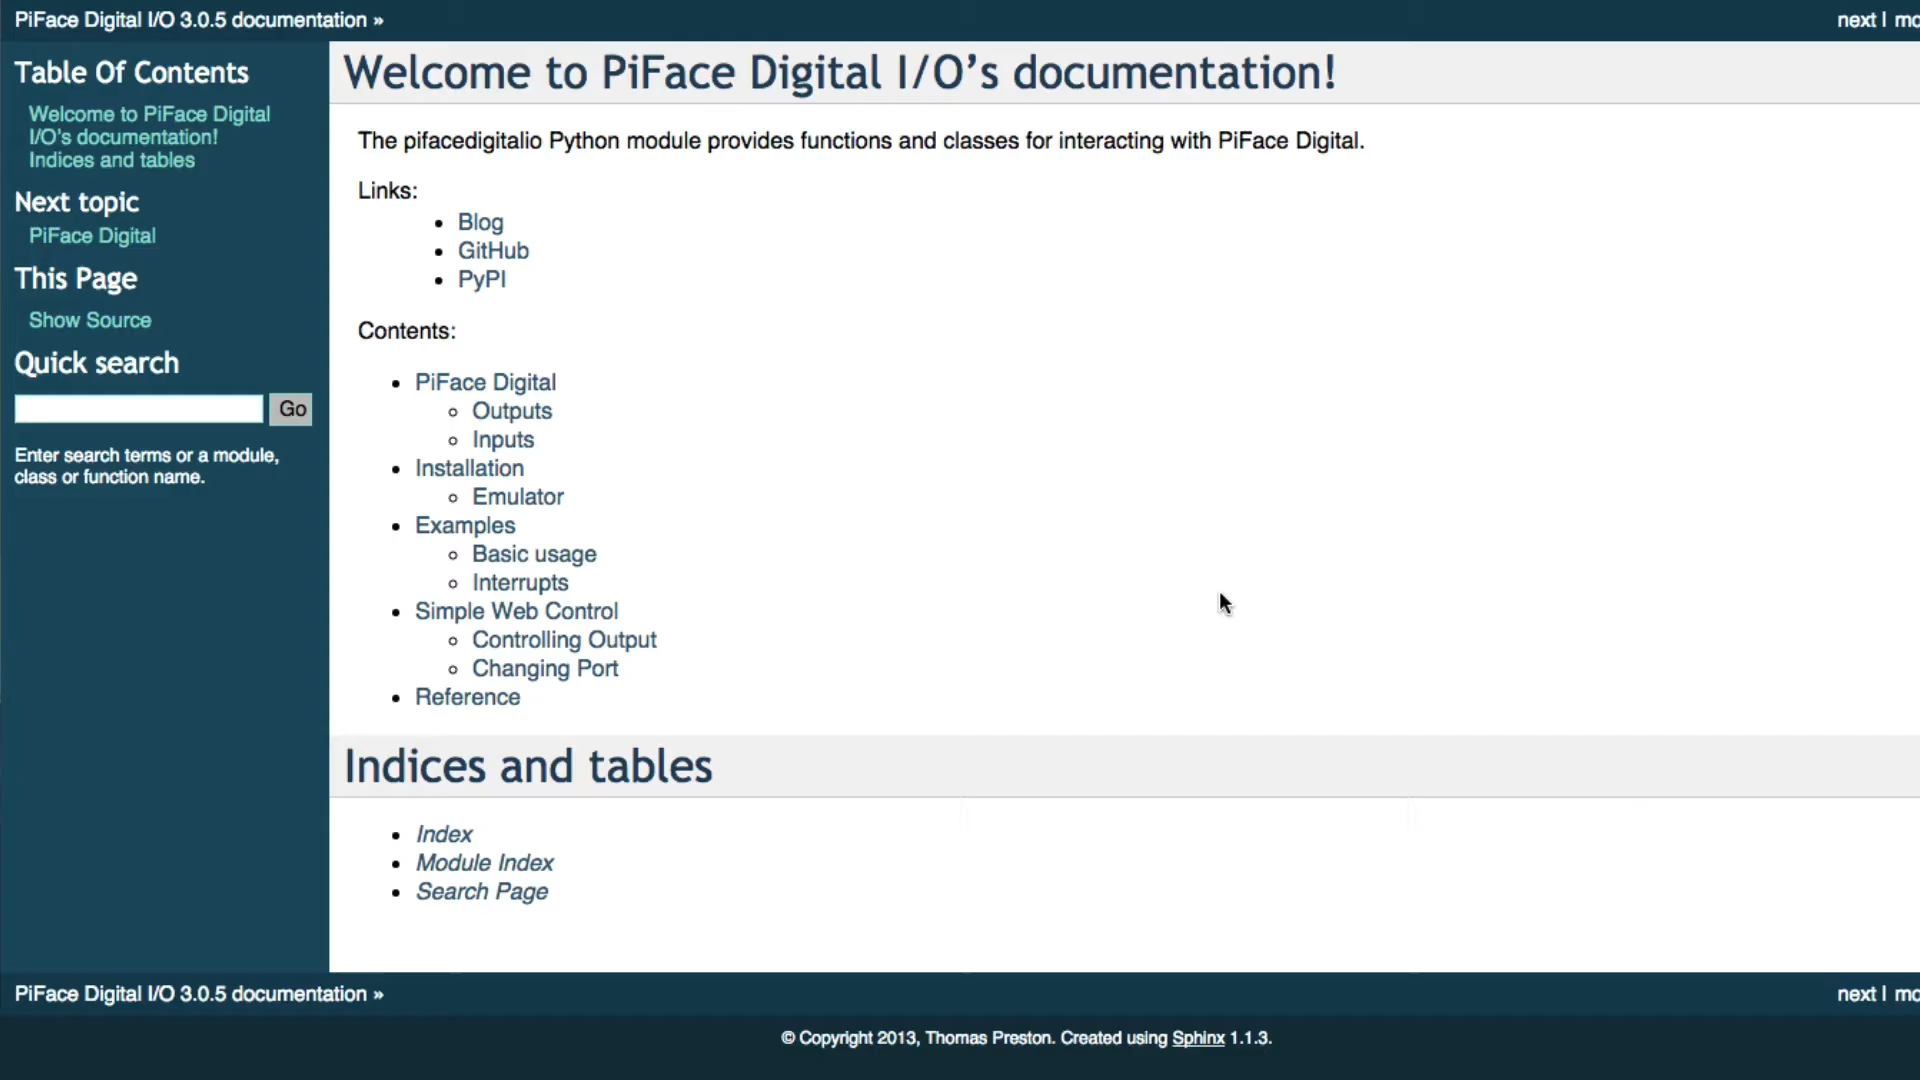 PiFace Digital I/O 3.0.5 documentation »
next |
Table Of Contents
Welcome to PiFace Digital
I/O's documentation!
Indices and tables
Next topic
PiFace Digital
This Page
Show Source
Quick search
Go
Enter search terms or a module,
class or function name.
Welcome to PiFace Digital I/O’s documentation!
The pifacedigitalio Python module provides functions and classes for interacting with PiFace Digital.
Links:
• Blog
• GitHub
• PyPI
Contents:
• PiFace Digital
◦ Outputs
◦ Inputs
• Installation
◦ Emulator
• Examples
◦ Basic usage
◦ Interrupts
• Simple Web Control
◦ Controlling Output
◦ Changing Port
• Reference
Indices and tables
• Index
• Module Index
• Search Page
PiFace Digital I/O 3.0.5 documentation »
next |
© Copyright 2013, Thomas Preston. Created using Sphinx 1.1.3.